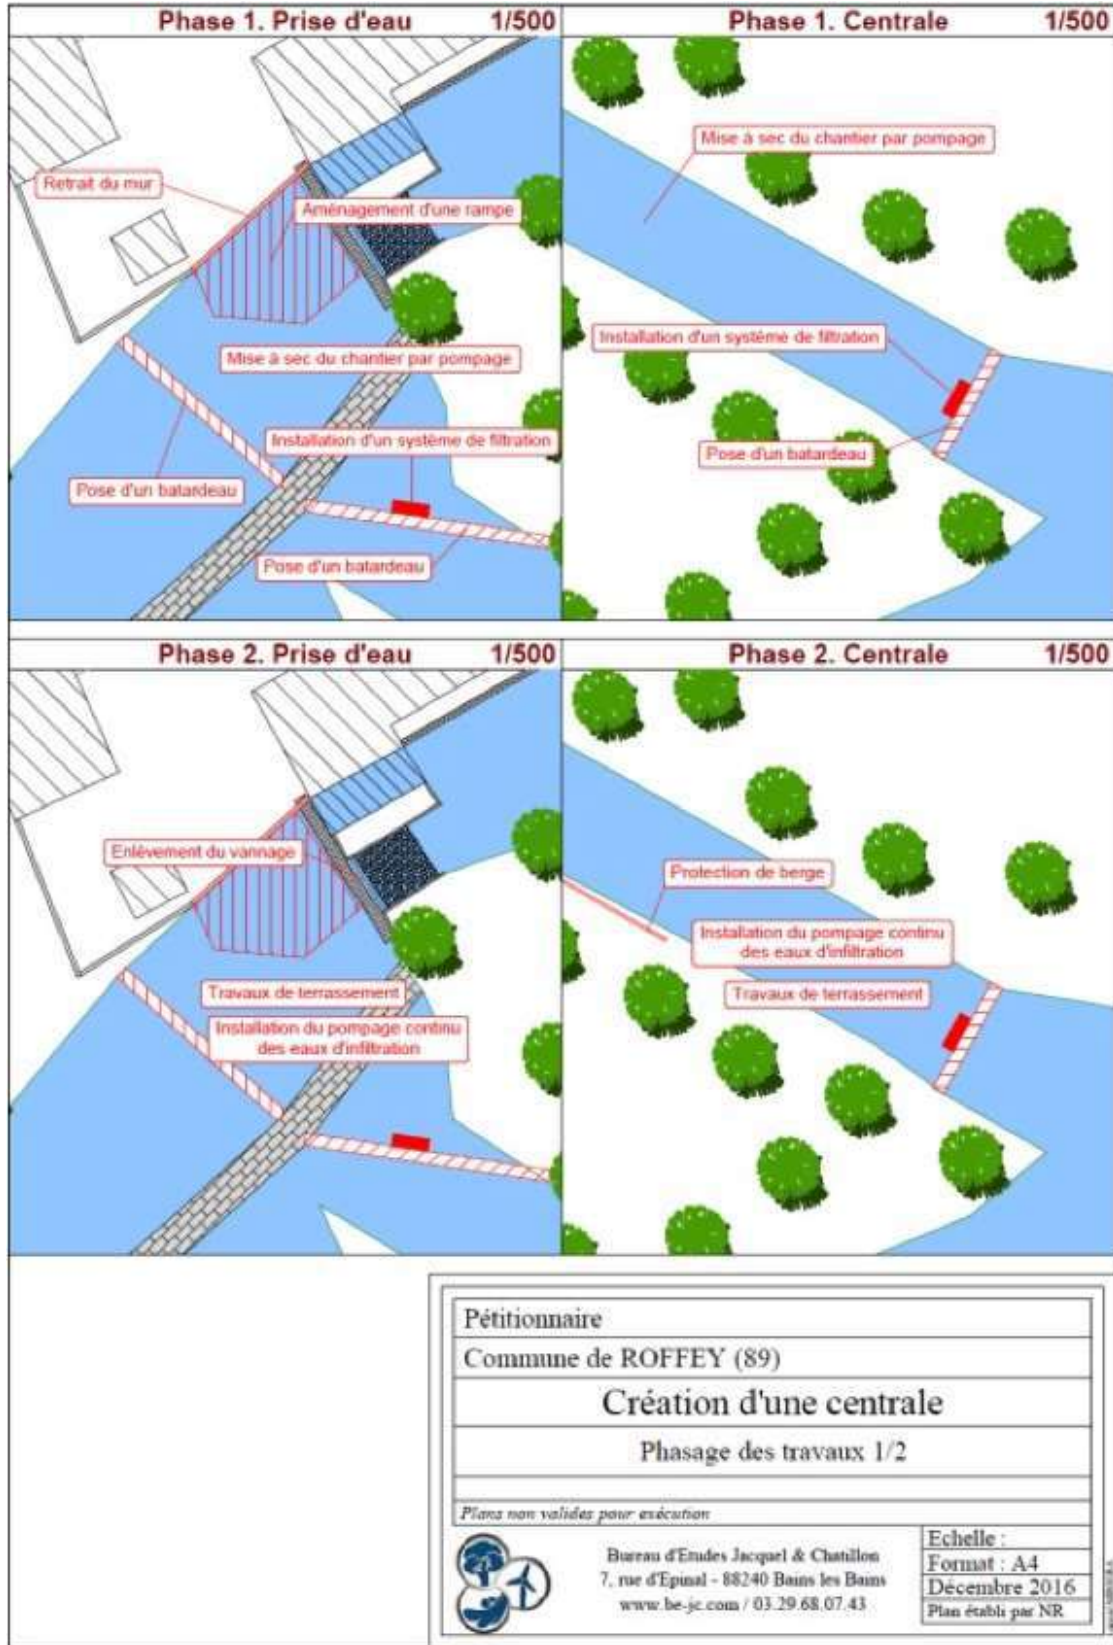 Phase 1. Prise d'eau 1/500
Retrait du mur
Aménagement d'une rampe
Mise à sec du chantier par pompage
Installation d'un système de filtration
Pose d'un batardeau
Pose d'un batardeau
Phase 1. Centrale 1/500
Mise à sec du chantier par pompage
Installation d'un système de filtration
Pose d'un batardeau
Phase 2. Prise d'eau 1/500
Enlèvement du vannage
Travaux de terrassement
Installation du pompage continu
des eaux d'infiltration
Phase 2. Centrale 1/500
Protection de berge
Installation du pompage continu
des eaux d'infiltration
Travaux de terrassement
Pétitionnaire
Commune de ROFFEY (89)
Création d'une centrale
Phasage des travaux 1/2
Plans non valides pour exécution
Bureau d'Etudes Jacquel & Chatillon
7, rue d'Epinal - 88240 Bains les Bains
www.be-jc.com / 03.29.68.07.43
Echelle :
Format : A4
Décembre 2016
Plan établi par NR